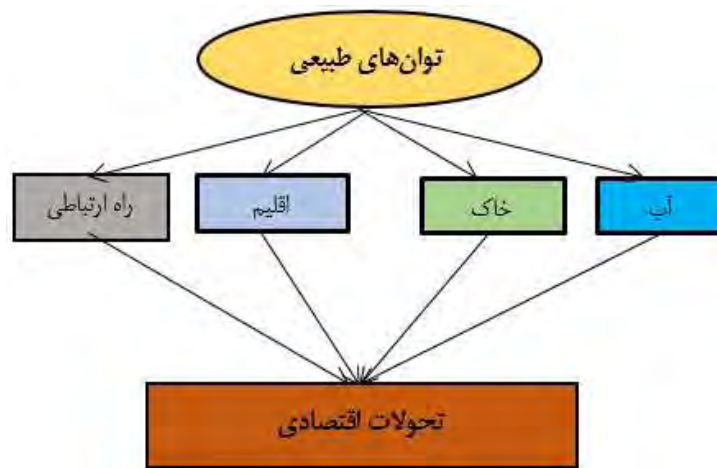 توان‌های طبیعی
آب
خاک
اقلیم
راه ارتباطی
تحولات اقتصادی